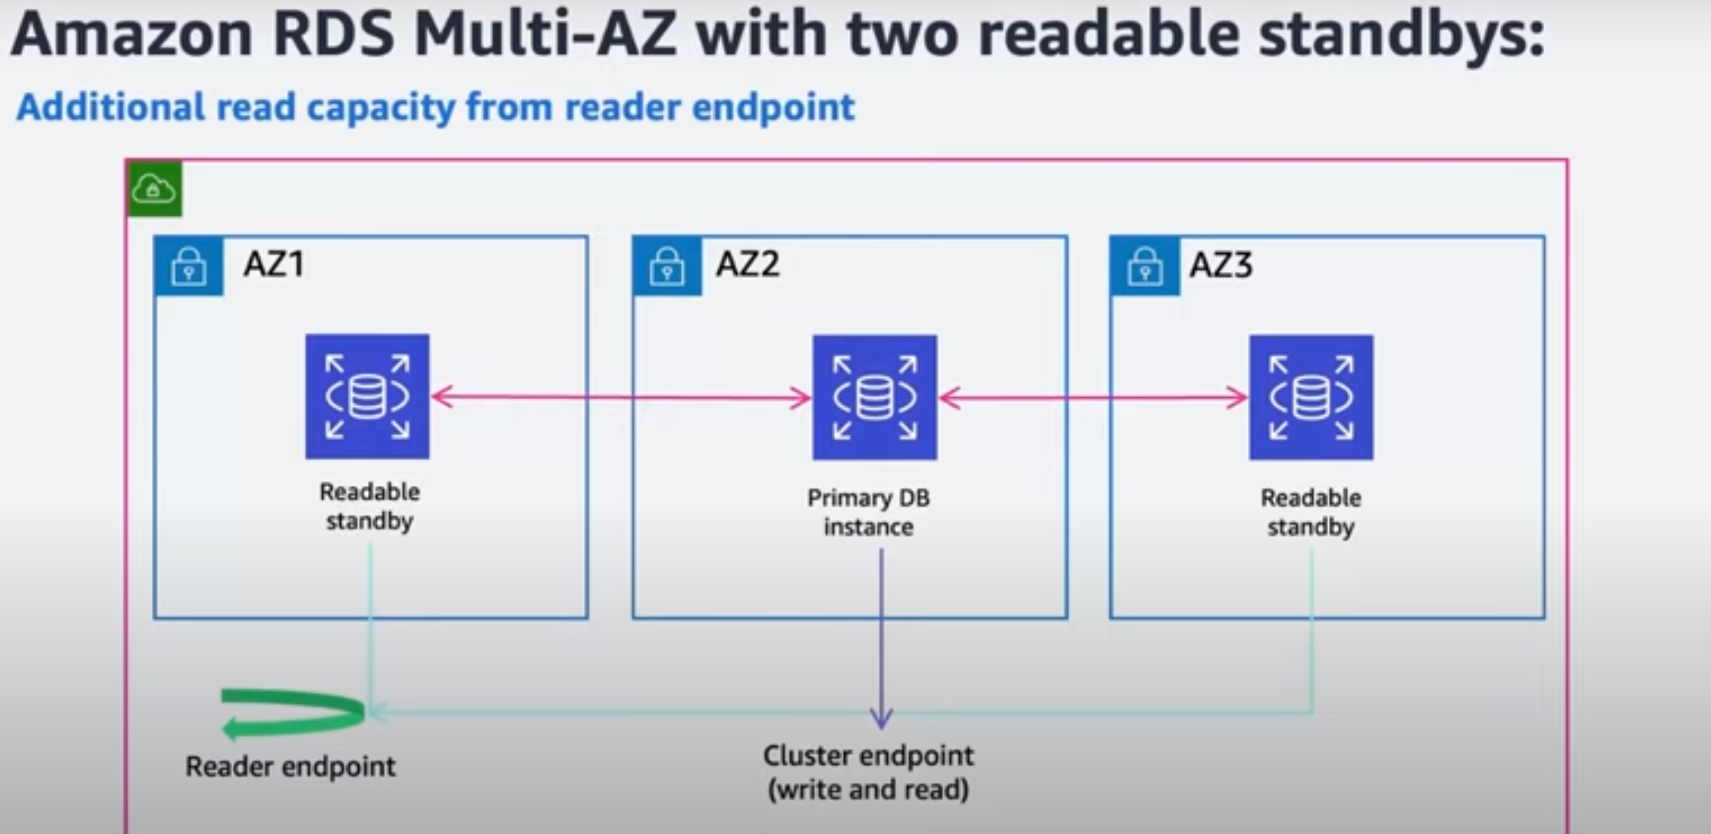 Amazon RDS Multi-AZ with two readable standbys:
Additional read capacity from reader endpoint
AZ1
AZ2
AZ3
Readable
standby
Primary DB
instance
Readable
standby
Reader endpoint
Cluster endpoint
(write and read)